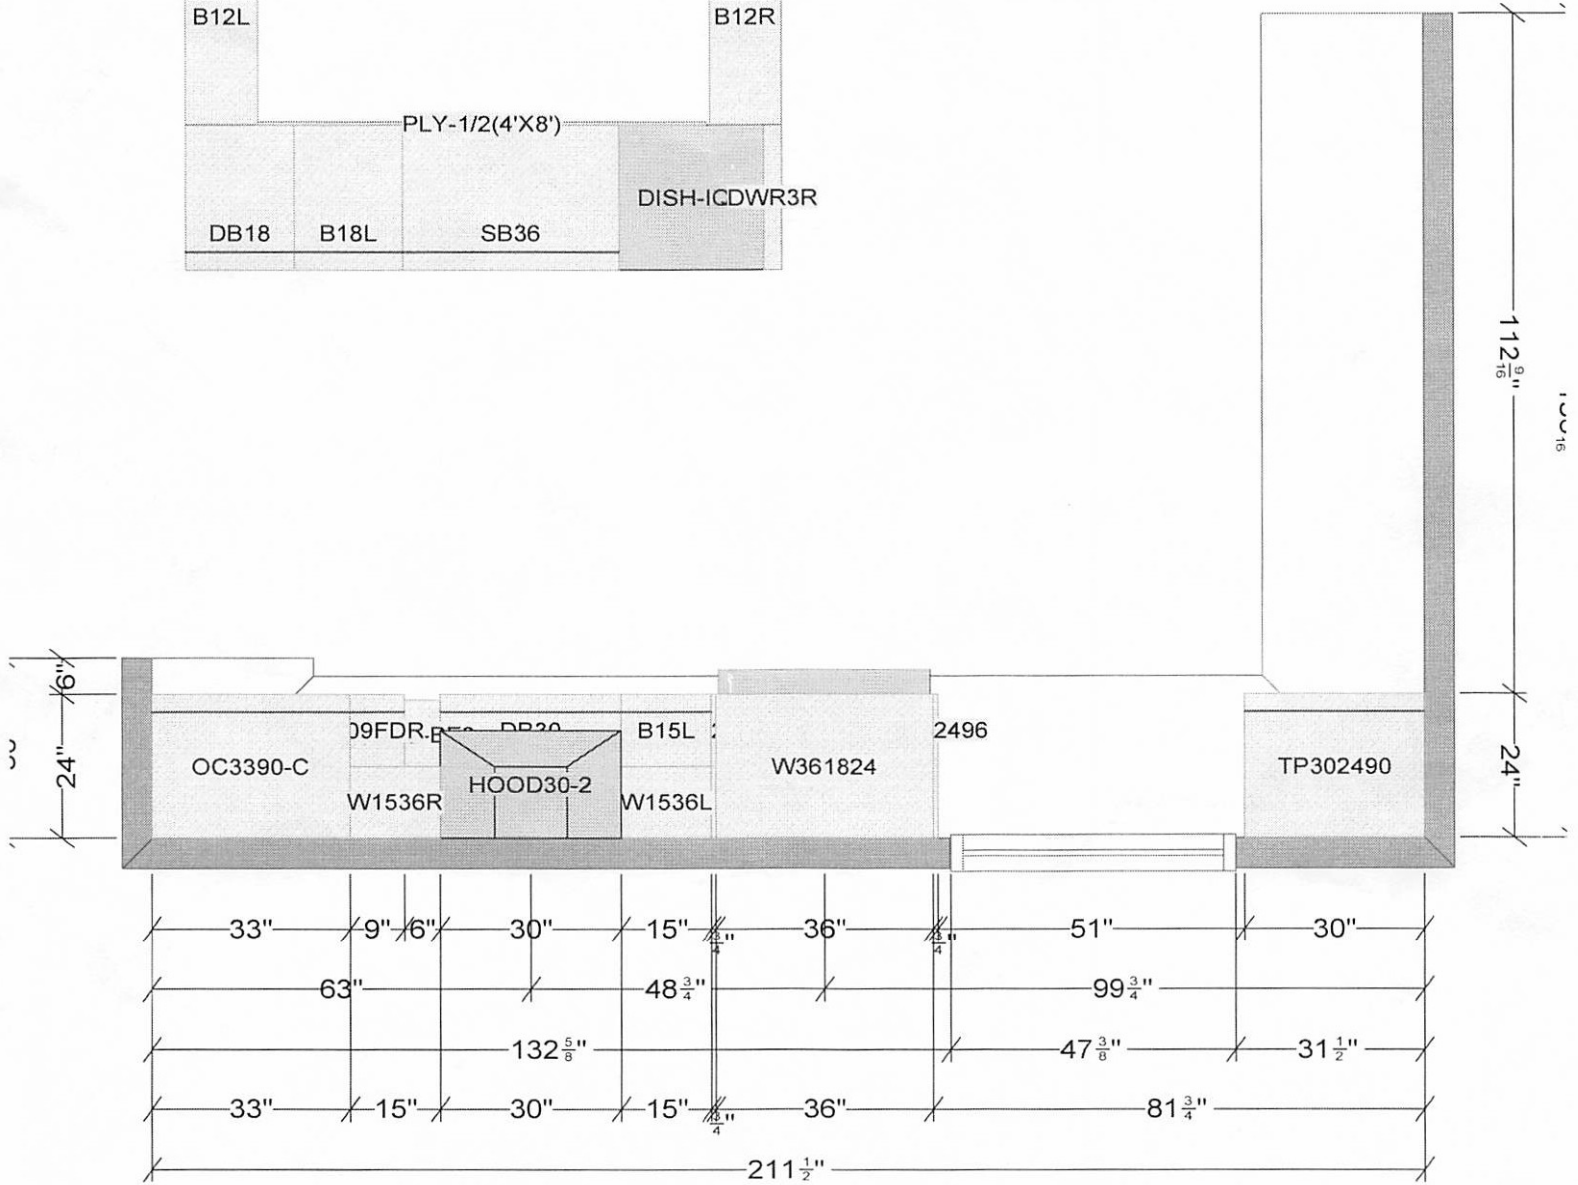 B12L B12R
PLY-1/2(4'X8')
DISH-ICDWR3R
DB18 B18L SB36
112 9/16"
6"
09FDR B15L 2496
OC3390-C W361824 TP302490
24" 24"
HOOD30-2
W1536R W1536L
33" 9" 6" 30" 15" 3/4" 36" 3/4" 51" 30"
63" 48 3/4" 99 3/4"
132 5/8" 47 3/8" 31 1/2"
33" 15" 30" 15" 3/4" 36" 81 3/4"
211 1/2"